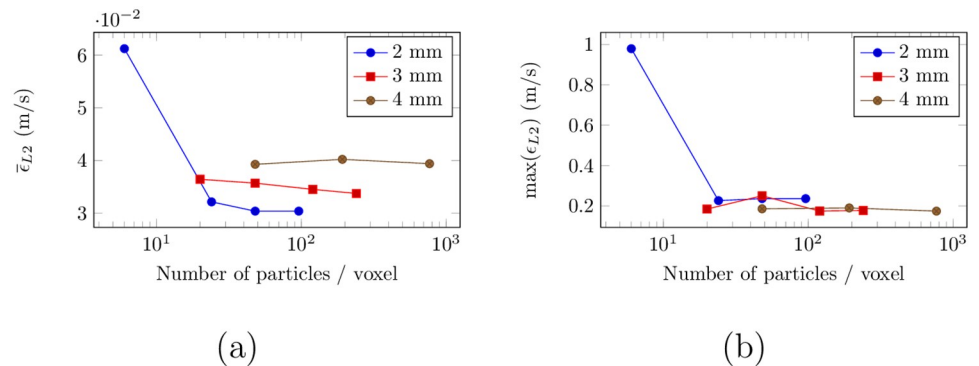 ·10⁻²
6
5
4
3
ϵ̄_L2 (m/s)
10¹ 10² 10³
Number of particles / voxel
2 mm
3 mm
4 mm
(a)
1
0.8
0.6
0.4
0.2
max(ϵ_L2) (m/s)
10¹ 10² 10³
Number of particles / voxel
2 mm
3 mm
4 mm
(b)